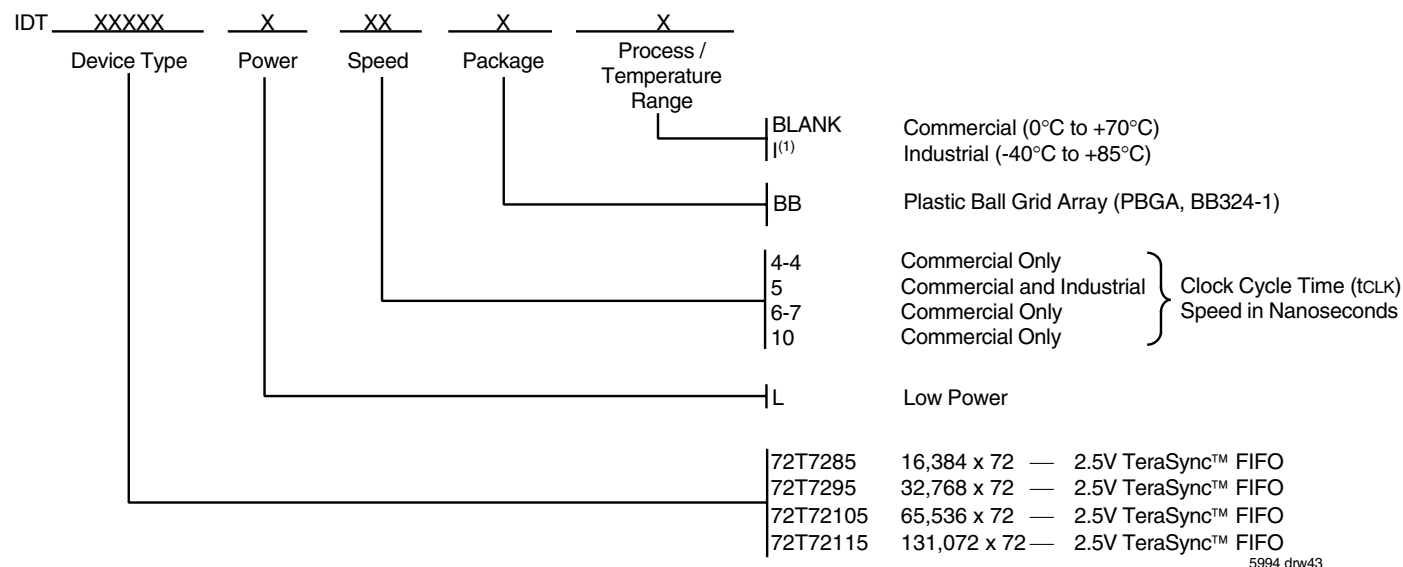 IDT XXXXX X XX X X
Device Type Power Speed Package Process /
Temperature
Range
BLANK Commercial (0°C to +70°C)
I(1) Industrial (-40°C to +85°C)
BB Plastic Ball Grid Array (PBGA, BB324-1)
4-4 Commercial Only
5 Commercial and Industrial Clock Cycle Time (tCLK)
6-7 Commercial Only Speed in Nanoseconds
10 Commercial Only
L Low Power
72T7285 16,384 x 72 — 2.5V TeraSync™ FIFO
72T7295 32,768 x 72 — 2.5V TeraSync™ FIFO
72T72105 65,536 x 72 — 2.5V TeraSync™ FIFO
72T72115 131,072 x 72 — 2.5V TeraSync™ FIFO
5994 drw43